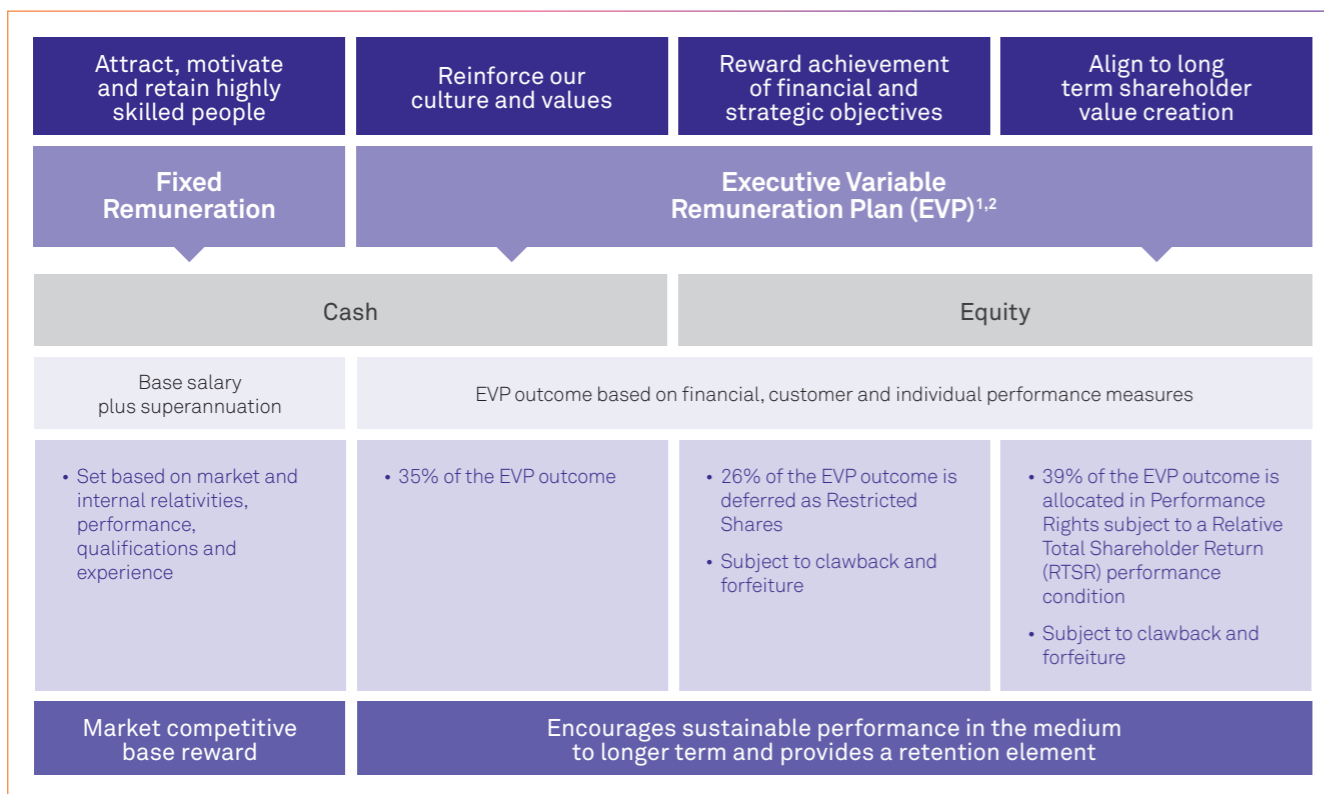 Attract, motivate
and retain highly
skilled people
Reinforce our
culture and values
Reward achievement
of financial and
strategic objectives
Align to long
term shareholder
value creation
Fixed
Remuneration
Executive Variable
Remuneration Plan (EVP)1,2
Cash
Equity
Base salary
plus superannuation
EVP outcome based on financial, customer and individual performance measures
• Set based on market and
internal relativities,
performance,
qualifications and
experience
• 35% of the EVP outcome
• 26% of the EVP outcome is
deferred as Restricted
Shares
• Subject to clawback and
forfeiture
• 39% of the EVP outcome is
allocated in Performance
Rights subject to a Relative
Total Shareholder Return
(RTSR) performance
condition
• Subject to clawback and
forfeiture
Market competitive
base reward
Encourages sustainable performance in the medium
to longer term and provides a retention element